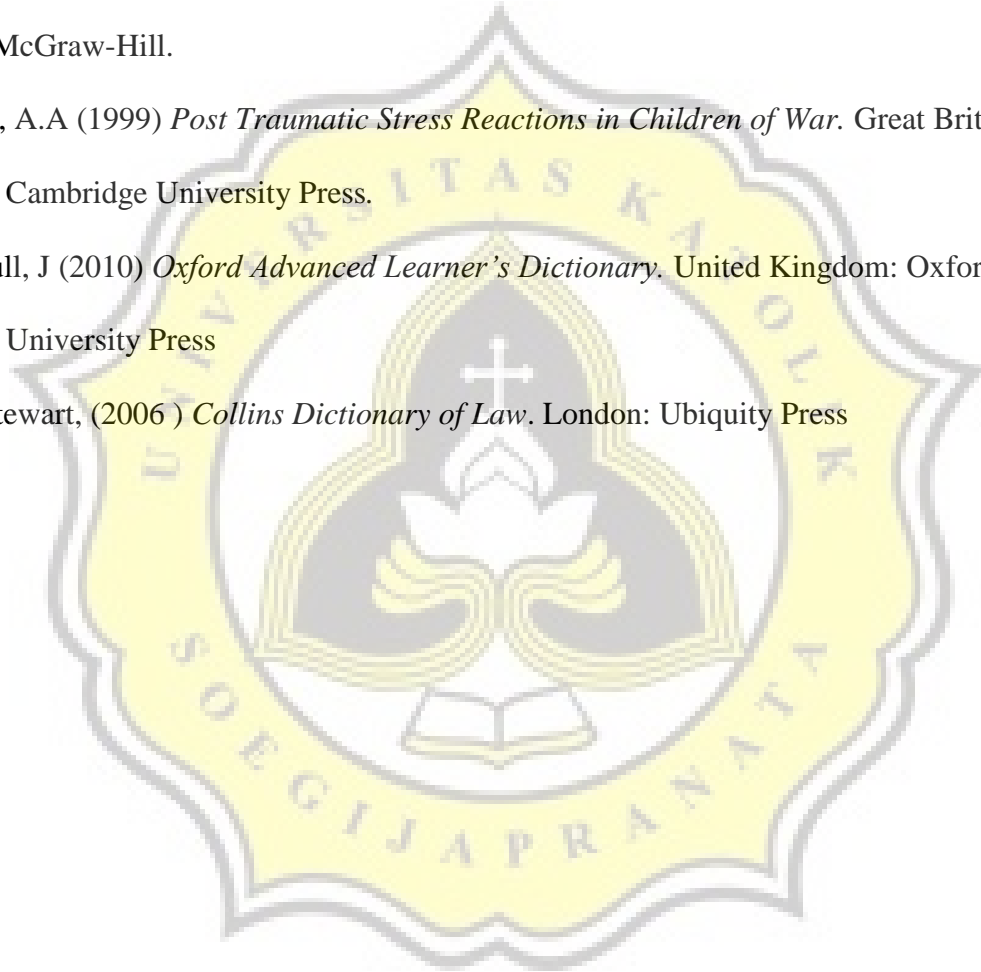 McGraw-Hill.
, A.A (1999) Post Traumatic Stress Reactions in Children of War. Great Brit
Cambridge University Press.
ull, J (2010) Oxford Advanced Learner’s Dictionary. United Kingdom: Oxfor
University Press
tewart, (2006 ) Collins Dictionary of Law. London: Ubiquity Press
UNIVERSITAS KATOLIK
SOEGIJAPRANATA